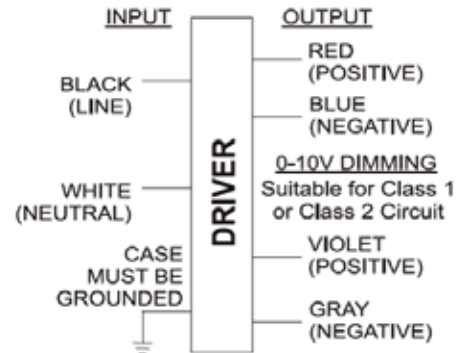 INPUT
BLACK
(LINE)
WHITE
(NEUTRAL)
CASE
MUST BE
GROUNDED
DRIVER
OUTPUT
RED
(POSITIVE)
BLUE
(NEGATIVE)
0-10V DIMMING
Suitable for Class 1
or Class 2 Circuit
VIOLET
(POSITIVE)
GRAY
(NEGATIVE)